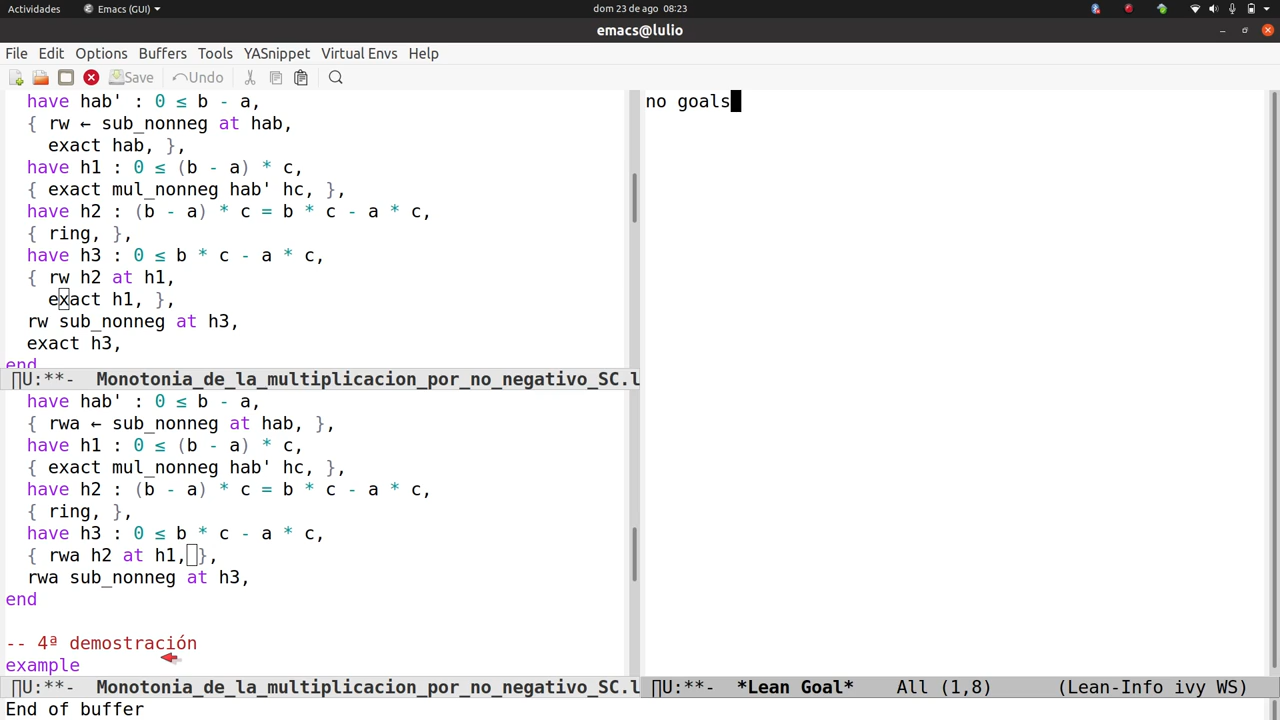 Actividades Emacs (GUI) dom 23 de ago 08:23
emacs@lulio
File Edit Options Buffers Tools YASnippet Virtual Envs Help
Save Undo
have hab' : 0 ≤ b - a,
{ rw ← sub_nonneg at hab,
exact hab, },
have h1 : 0 ≤ (b - a) * c,
{ exact mul_nonneg hab' hc, },
have h2 : (b - a) * c = b * c - a * c,
{ ring, },
have h3 : 0 ≤ b * c - a * c,
{ rw h2 at h1,
exact h1, },
rw sub_nonneg at h3,
exact h3,
end
∏U:**- Monotonia_de_la_multiplicacion_por_no_negativo_SC.l
have hab' : 0 ≤ b - a,
{ rwa ← sub_nonneg at hab, },
have h1 : 0 ≤ (b - a) * c,
{ exact mul_nonneg hab' hc, },
have h2 : (b - a) * c = b * c - a * c,
{ ring, },
have h3 : 0 ≤ b * c - a * c,
{ rwa h2 at h1, },
rwa sub_nonneg at h3,
end
-- 4ª demostración
example
∏U:**- Monotonia_de_la_multiplicacion_por_no_negativo_SC.l
no goals
∏U:**- *Lean Goal* All (1,8) (Lean-Info ivy WS)
End of buffer